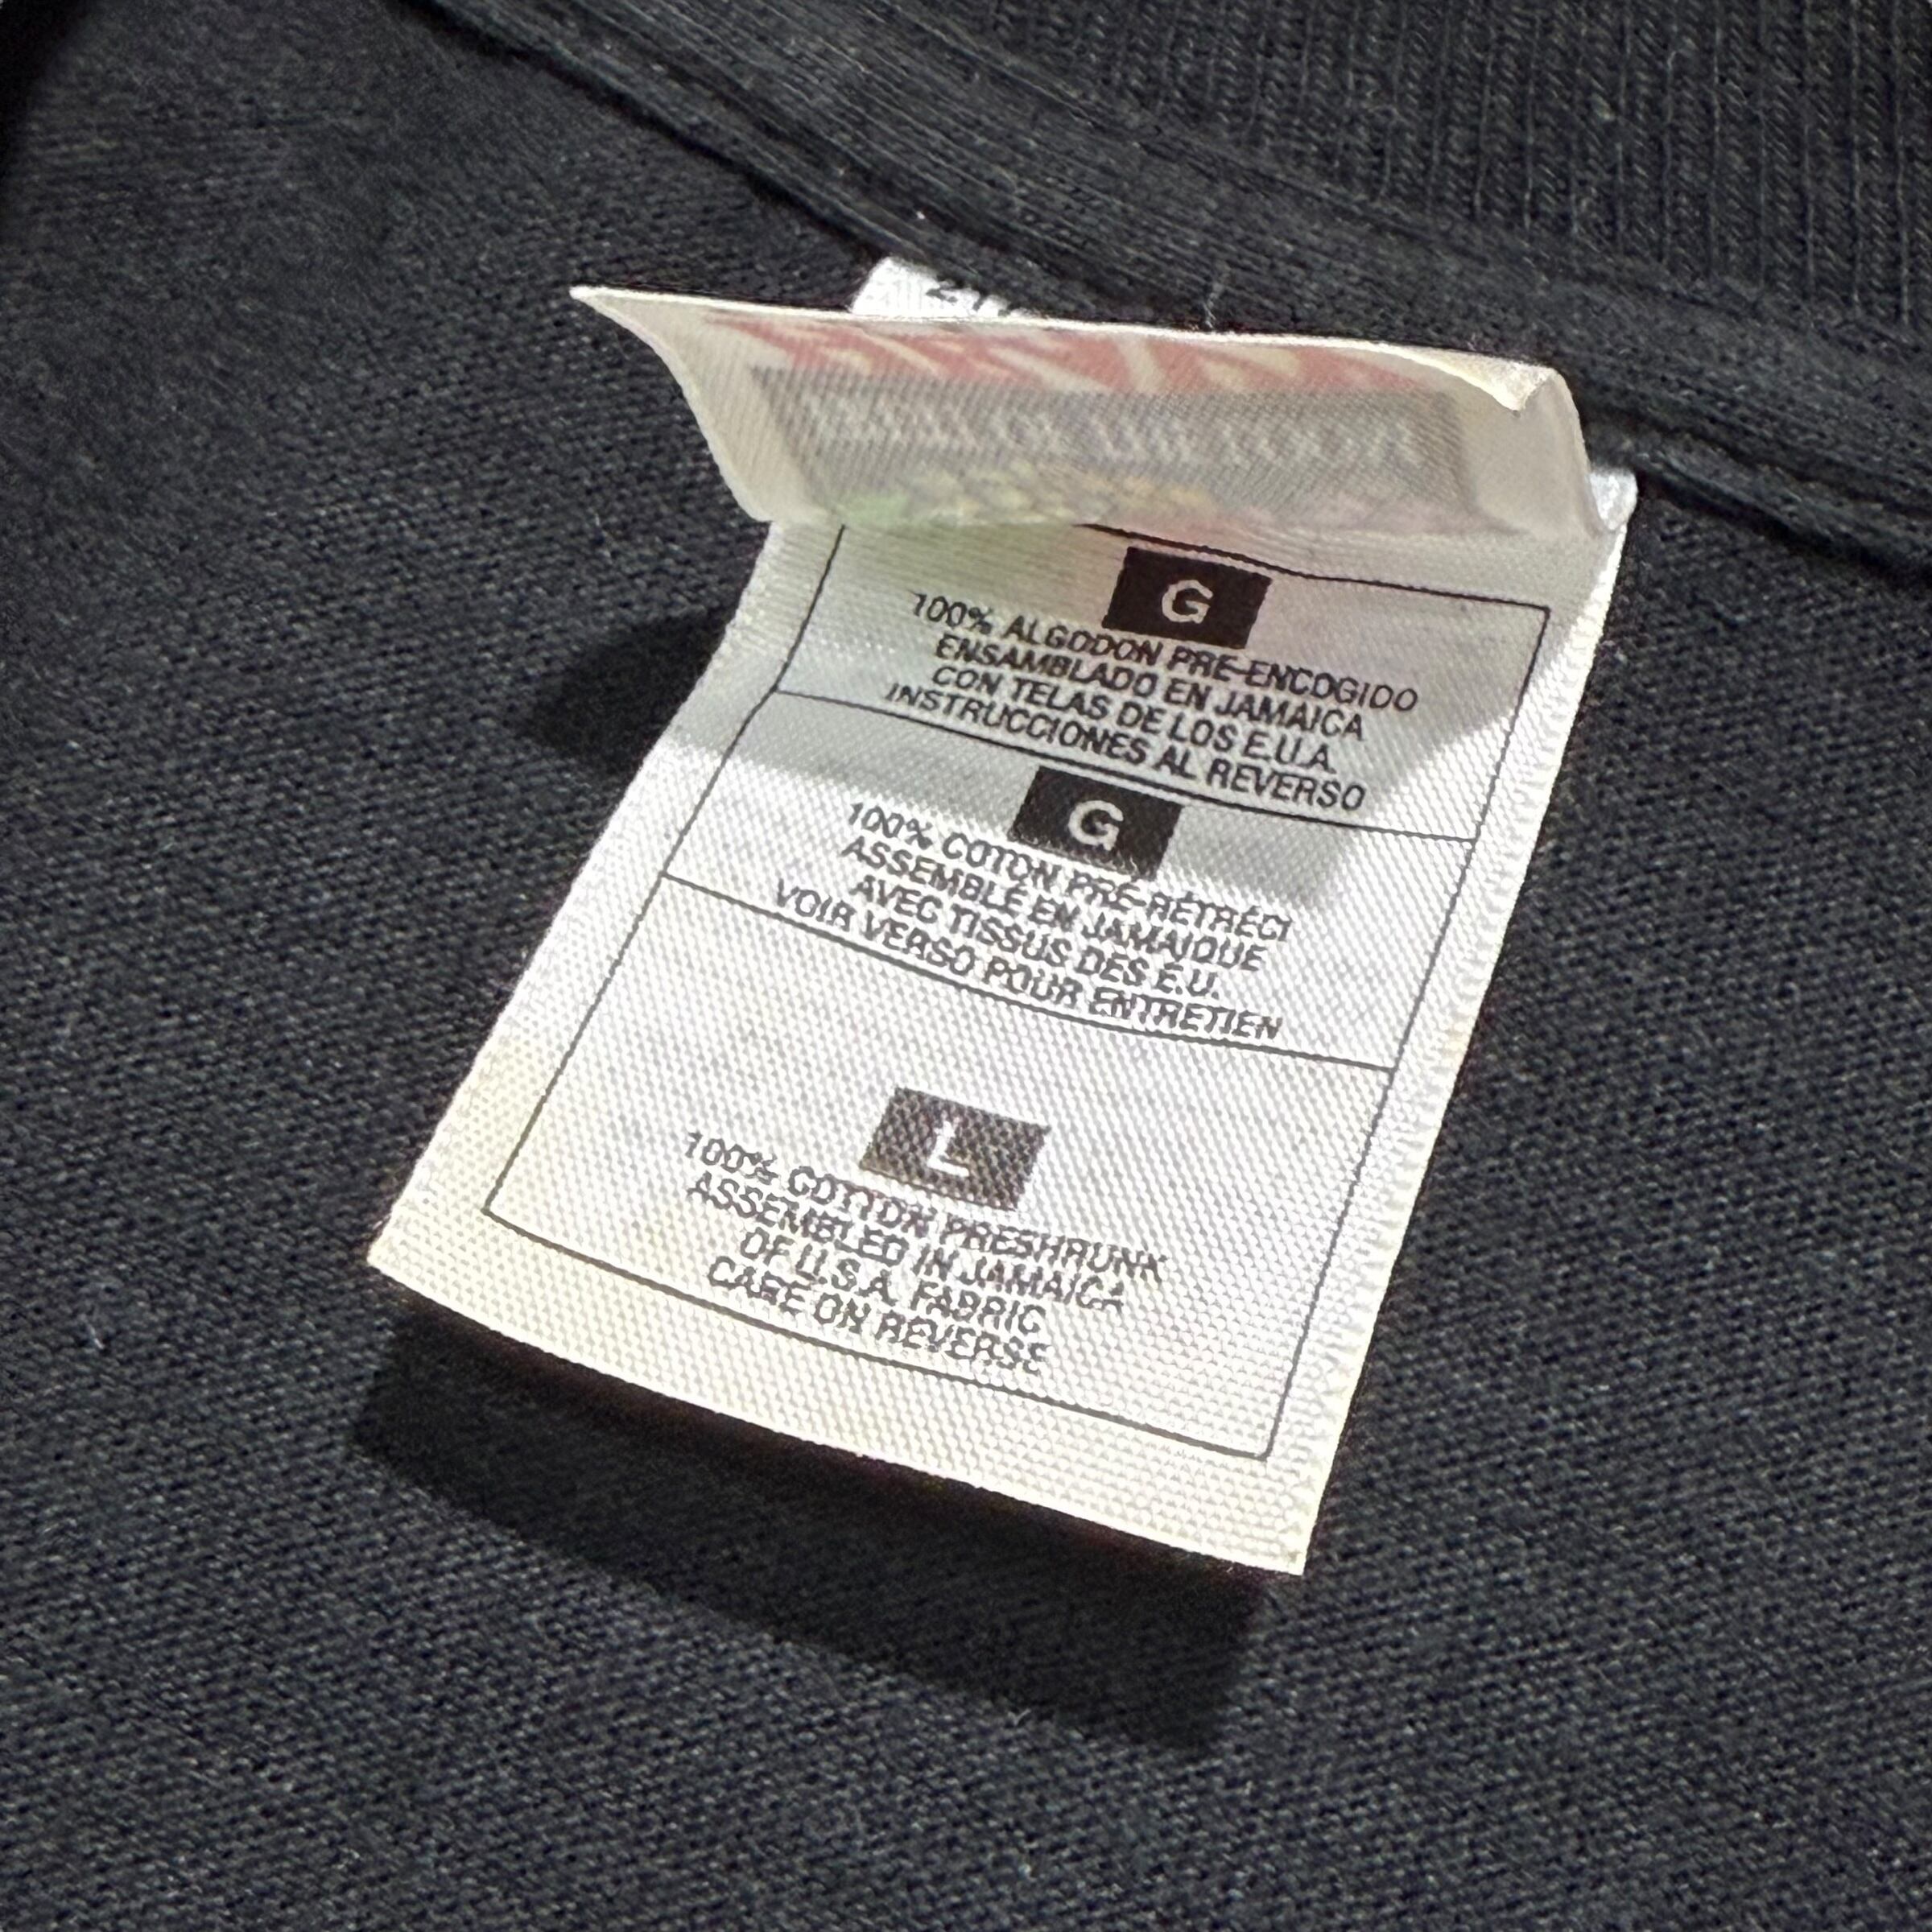 G
100% ALGODON PRE-ENCOGIDO
ENSAMBLADO EN JAMAICA
CON TELAS DE LOS E.U.A.
INSTRUCCIONES AL REVERSO
G
100% COTON PRÉ-RÉTRÉCI
ASSEMBLÉ EN JAMAIQUE
AVEC TISSUS DES É.U.
VOIR VERSO POUR ENTRETIEN
L
100% COTTON PRESHRUNK
ASSEMBLED IN JAMAICA
OF U.S.A. FABRIC
CARE ON REVERSE